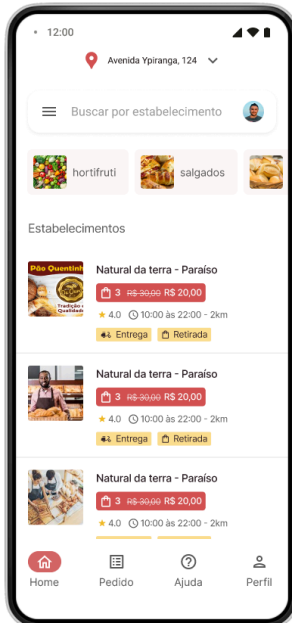 12:00
Avenida Ypiranga, 124
Buscar por estabelecimento
hortifruti
salgados
Estabelecimentos
Pão Quentinho
Tradição e
Qualidade
Natural da terra - Paraíso
3 R$ 30,00 R$ 20,00
4.0 10:00 às 22:00 - 2km
Entrega Retirada
Natural da terra - Paraíso
3 R$ 30,00 R$ 20,00
4.0 10:00 às 22:00 - 2km
Entrega Retirada
Natural da terra - Paraíso
3 R$ 30,00 R$ 20,00
4.0 10:00 às 22:00 - 2km
Home Pedido Ajuda Perfil